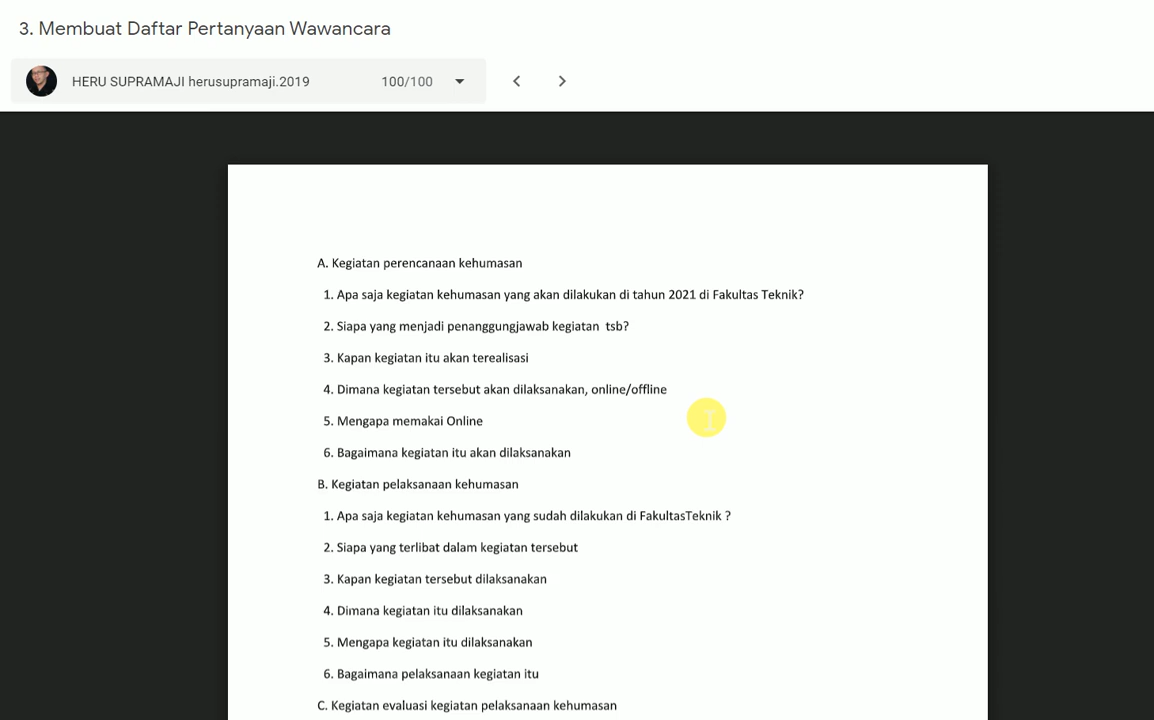 3. Membuat Daftar Pertanyaan Wawancara
HERU SUPRAMAJI herusupramaji.2019 100/100
A. Kegiatan perencanaan kehumasan
1. Apa saja kegiatan kehumasan yang akan dilakukan di tahun 2021 di Fakultas Teknik?
2. Siapa yang menjadi penanggungjawab kegiatan tsb?
3. Kapan kegiatan itu akan terealisasi
4. Dimana kegiatan tersebut akan dilaksanakan, online/offline
5. Mengapa memakai Online
6. Bagaimana kegiatan itu akan dilaksanakan
B. Kegiatan pelaksanaan kehumasan
1. Apa saja kegiatan kehumasan yang sudah dilakukan di FakultasTeknik ?
2. Siapa yang terlibat dalam kegiatan tersebut
3. Kapan kegiatan tersebut dilaksanakan
4. Dimana kegiatan itu dilaksanakan
5. Mengapa kegiatan itu dilaksanakan
6. Bagaimana pelaksanaan kegiatan itu
C. Kegiatan evaluasi kegiatan pelaksanaan kehumasan